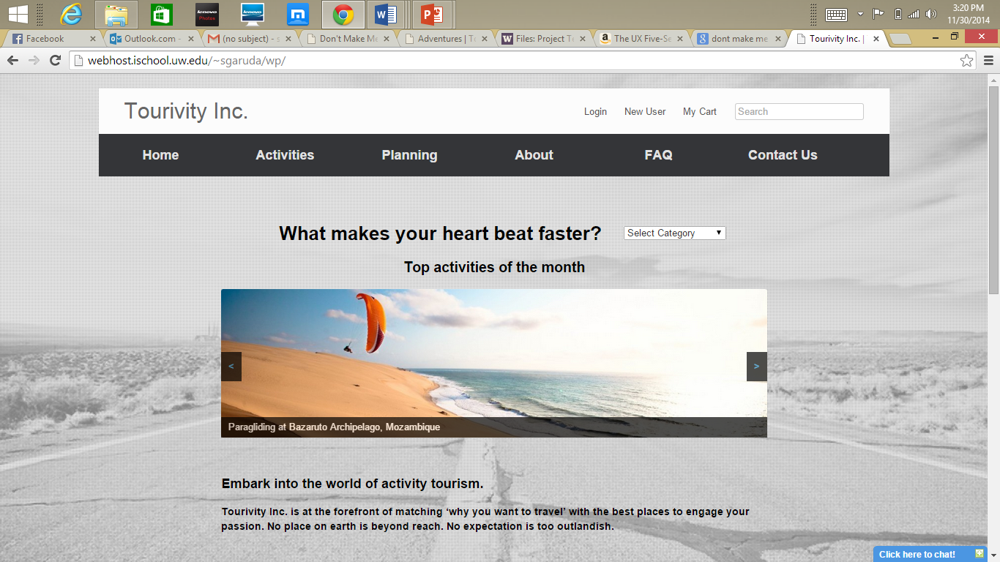 lenovo
Photos
lenovo
3:20 PM
11/30/2014
Facebook
Outlook.com -
(no subject) - s
Don't Make Me
Adventures | T
Files: Project T
The UX Five-Se
dont make me
Tourivity Inc. |
webhost.ischool.uw.edu/~sgaruda/wp/
Tourivity Inc.
Login New User My Cart Search
Home Activities Planning About FAQ Contact Us
What makes your heart beat faster? Select Category
Top activities of the month
< >
Paragliding at Bazaruto Archipelago, Mozambique
Embark into the world of activity tourism.
Tourivity Inc. is at the forefront of matching ‘why you want to travel’ with the best places to engage your
passion. No place on earth is beyond reach. No expectation is too outlandish.
Click here to chat!